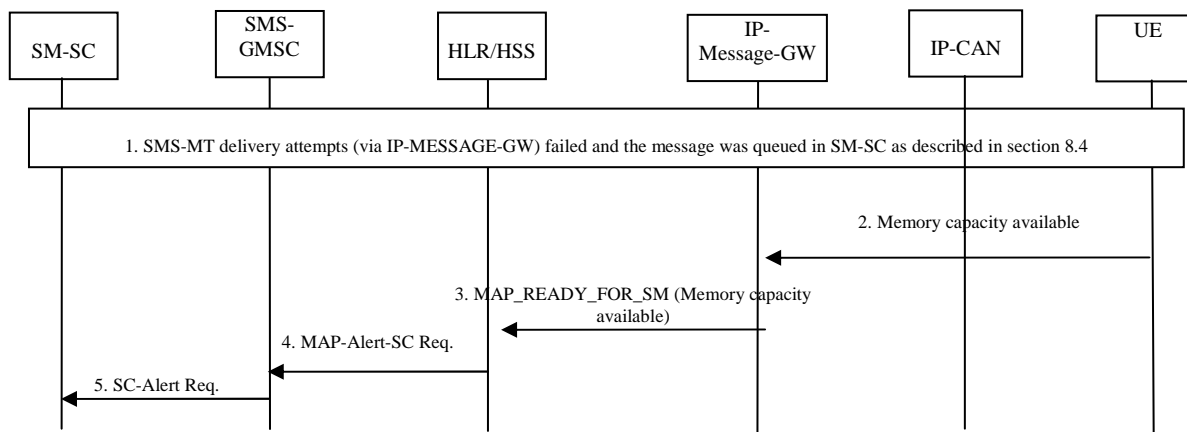 SM-SC
SMS-
GMSC
HLR/HSS
IP-
Message-GW
IP-CAN
UE
1. SMS-MT delivery attempts (via IP-MESSAGE-GW) failed and the message was queued in SM-SC as described in section 8.4
2. Memory capacity available
3. MAP_READY_FOR_SM (Memory capacity
available)
4. MAP-Alert-SC Req.
5. SC-Alert Req.